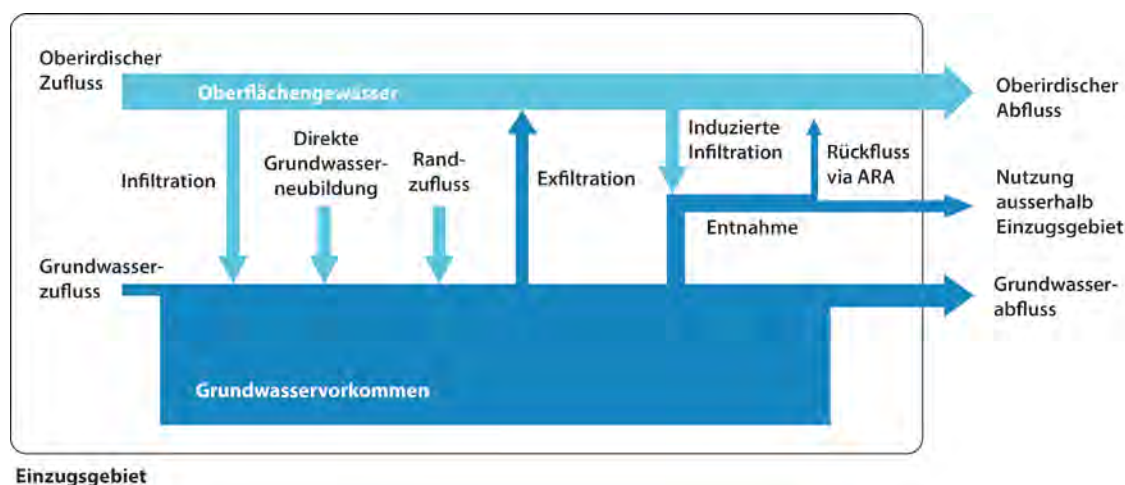 Oberirdischer
Zufluss
Oberflächengewässer
Oberirdischer
Abfluss
Infiltration
Direkte
Grundwasser-
neubildung
Rand-
zufluss
Exfiltration
Induzierte
Infiltration
Rückfluss
via ARA
Entnahme
Nutzung
ausserhalb
Einzugsgebiet
Grundwasser-
zufluss
Grundwasser-
abfluss
Grundwasservorkommen
Einzugsgebiet